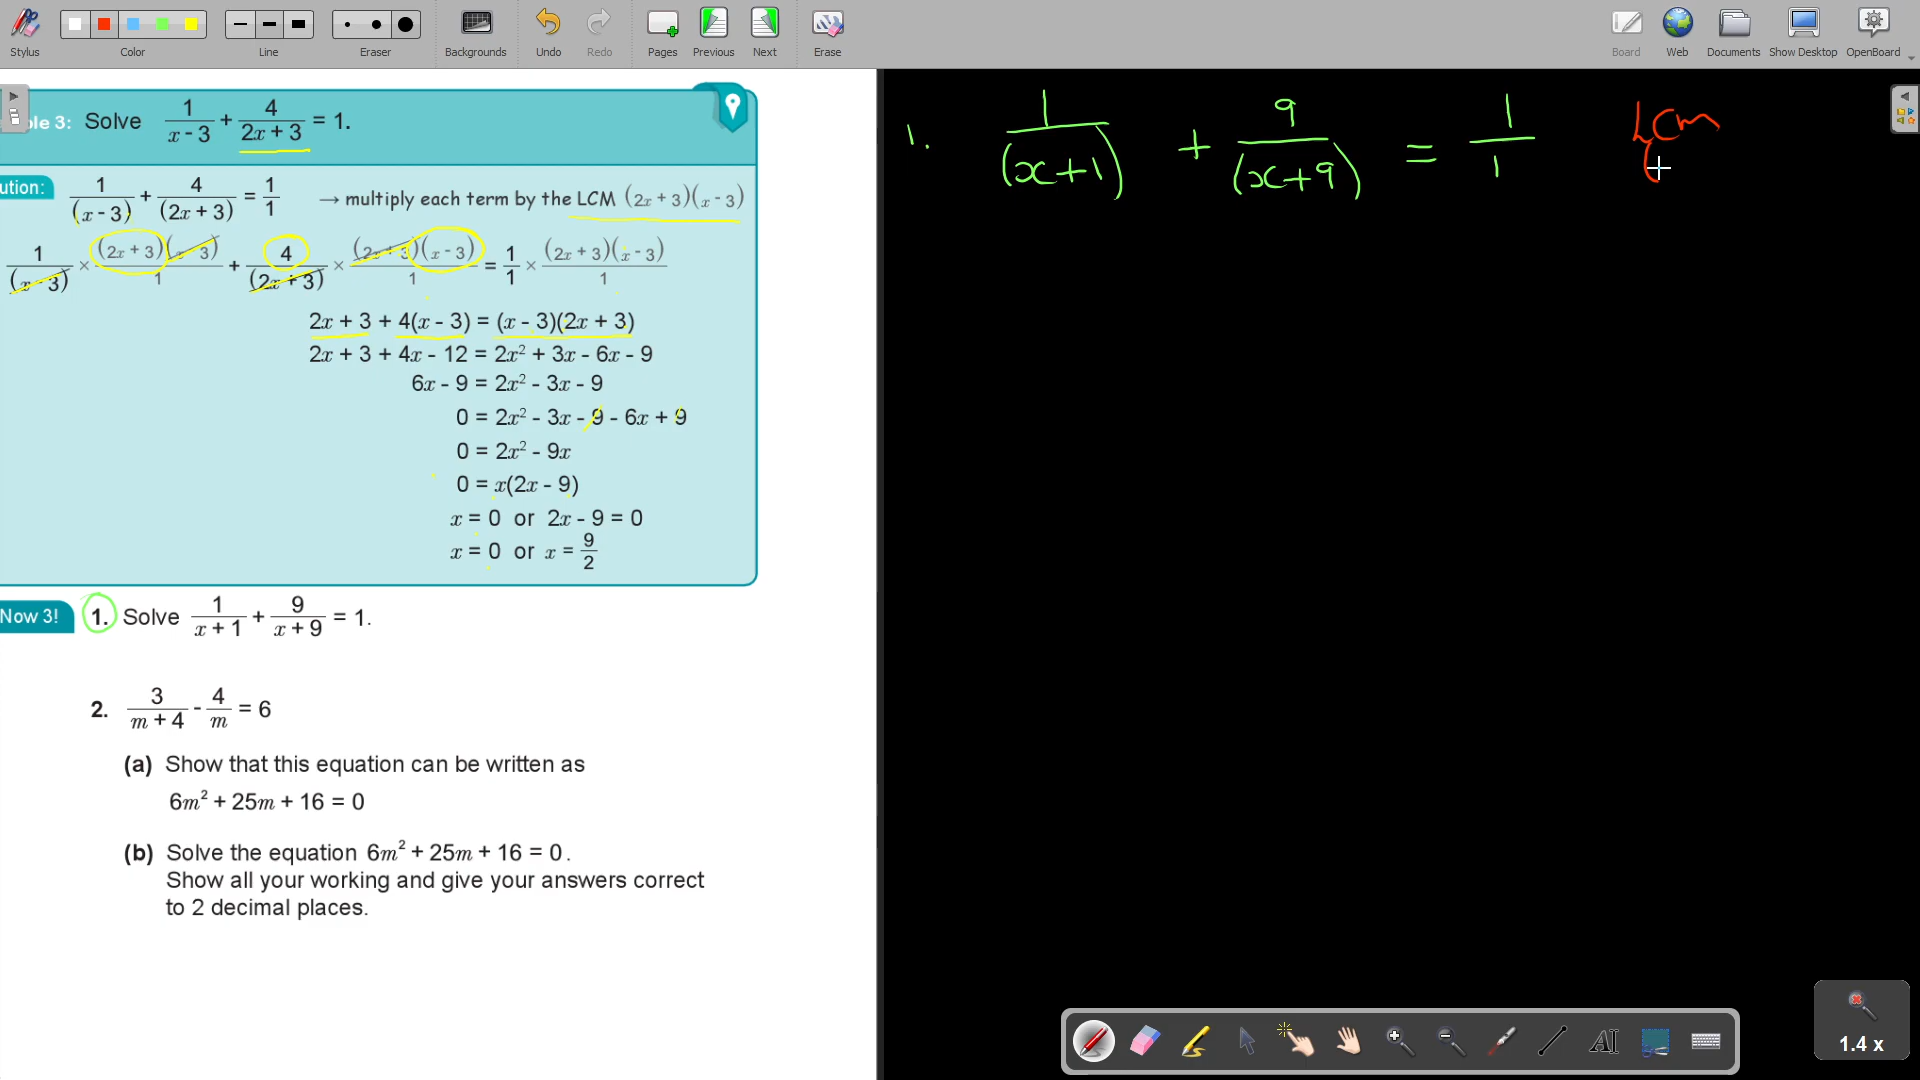 Stylus Color Line Eraser Backgrounds Undo Redo Pages Previous Next Erase Board Web Documents Show Desktop OpenBoard
ple 3: Solve 1/(x - 3) + 4/(2x + 3) = 1.
ution: 1/(x - 3) + 4/(2x + 3) = 1/1 → multiply each term by the LCM (2x + 3)(x - 3)
1/(x - 3) × (2x + 3)(x - 3)/1 + 4/(2x + 3) × (2x + 3)(x - 3)/1 = 1/1 × (2x + 3)(x - 3)/1
2x + 3 + 4(x - 3) = (x - 3)(2x + 3)
2x + 3 + 4x - 12 = 2x² + 3x - 6x - 9
6x - 9 = 2x² - 3x - 9
0 = 2x² - 3x - 9 - 6x + 9
0 = 2x² - 9x
0 = x(2x - 9)
x = 0 or 2x - 9 = 0
x = 0 or x = 9/2
Now 3! 1. Solve 1/(x + 1) + 9/(x + 9) = 1.
2. 3/(m + 4) - 4/m = 6
(a) Show that this equation can be written as
6m² + 25m + 16 = 0
(b) Solve the equation 6m² + 25m + 16 = 0.
Show all your working and give your answers correct
to 2 decimal places.
1. 1/(x+1) + 9/(x+9) = 1/1
LCM
(
1.4 x